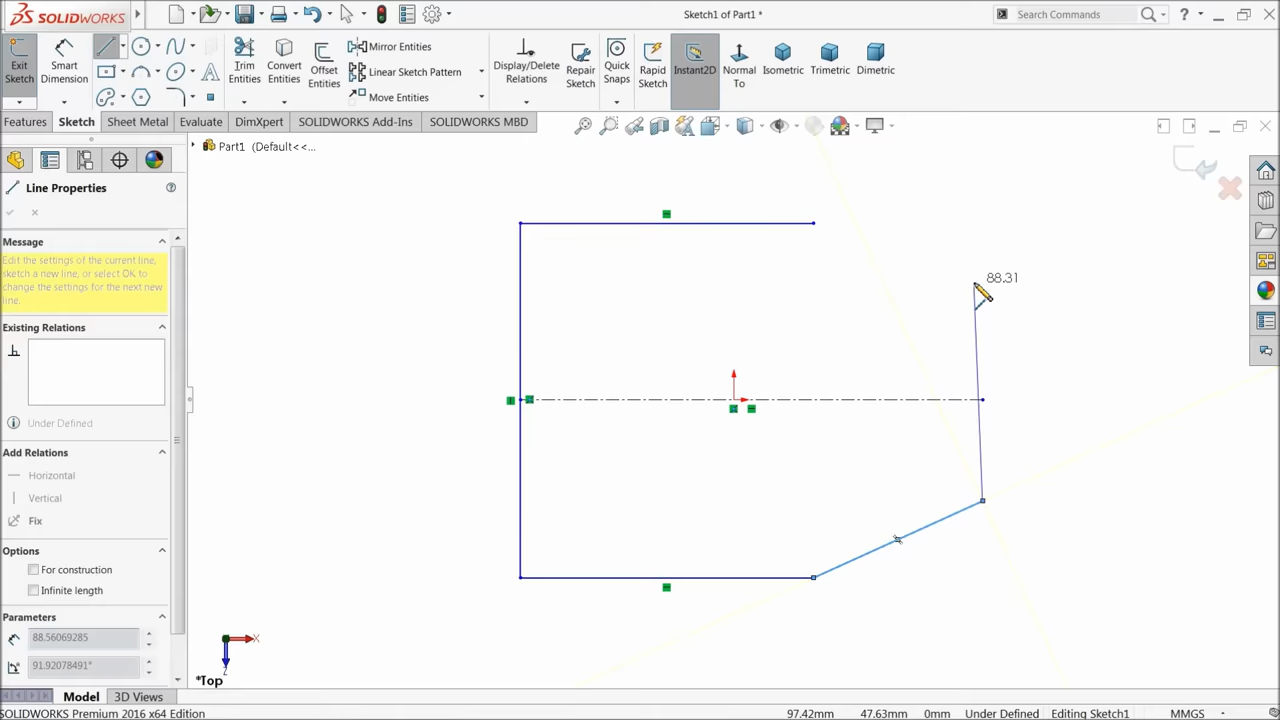 SOLIDWORKS
Sketch1 of Part1 *
Search Commands
Exit Sketch
Smart Dimension
Trim Entities
Convert Entities
Offset Entities
Mirror Entities
Linear Sketch Pattern
Move Entities
Display/Delete Relations
Repair Sketch
Quick Snaps
Rapid Sketch
Instant2D
Normal To
Isometric
Trimetric
Dimetric
Features
Sketch
Sheet Metal
Evaluate
DimXpert
SOLIDWORKS Add-Ins
SOLIDWORKS MBD
Part1 (Default<<...
Line Properties
Message
Edit the settings of the current line,
sketch a new line, or select OK to
change the settings for the next new
line.
Existing Relations
Under Defined
Add Relations
Horizontal
Vertical
Fix
Options
For construction
Infinite length
Parameters
88.56069285
91.92078491°
88.31
X
Z
*Top
Model
3D Views
SOLIDWORKS Premium 2016 x64 Edition
97.42mm
47.63mm
0mm
Under Defined
Editing Sketch1
MMGS